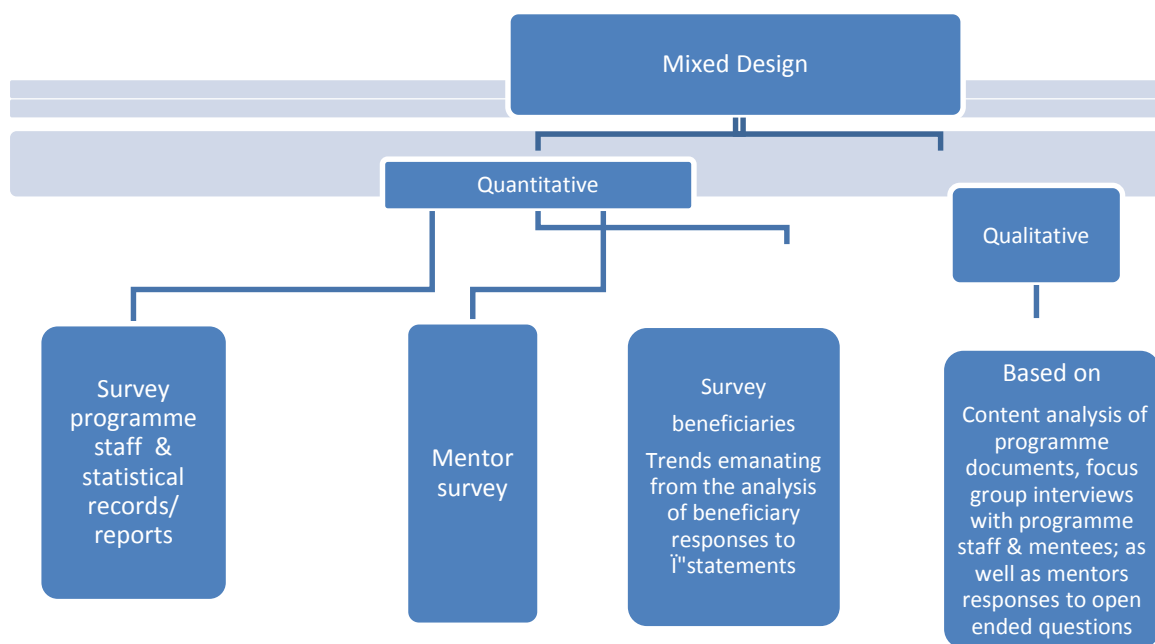 Mixed Design
Quantitative
Qualitative
Survey
programme
staff &
statistical
records/
reports
Mentor
survey
Survey
beneficiaries
Trends emanating
from the analysis
of beneficiary
responses to
Ï"statements
Based on
Content analysis of
programme
documents, focus
group interviews
with programme
staff & mentees; as
well as mentors
responses to open
ended questions